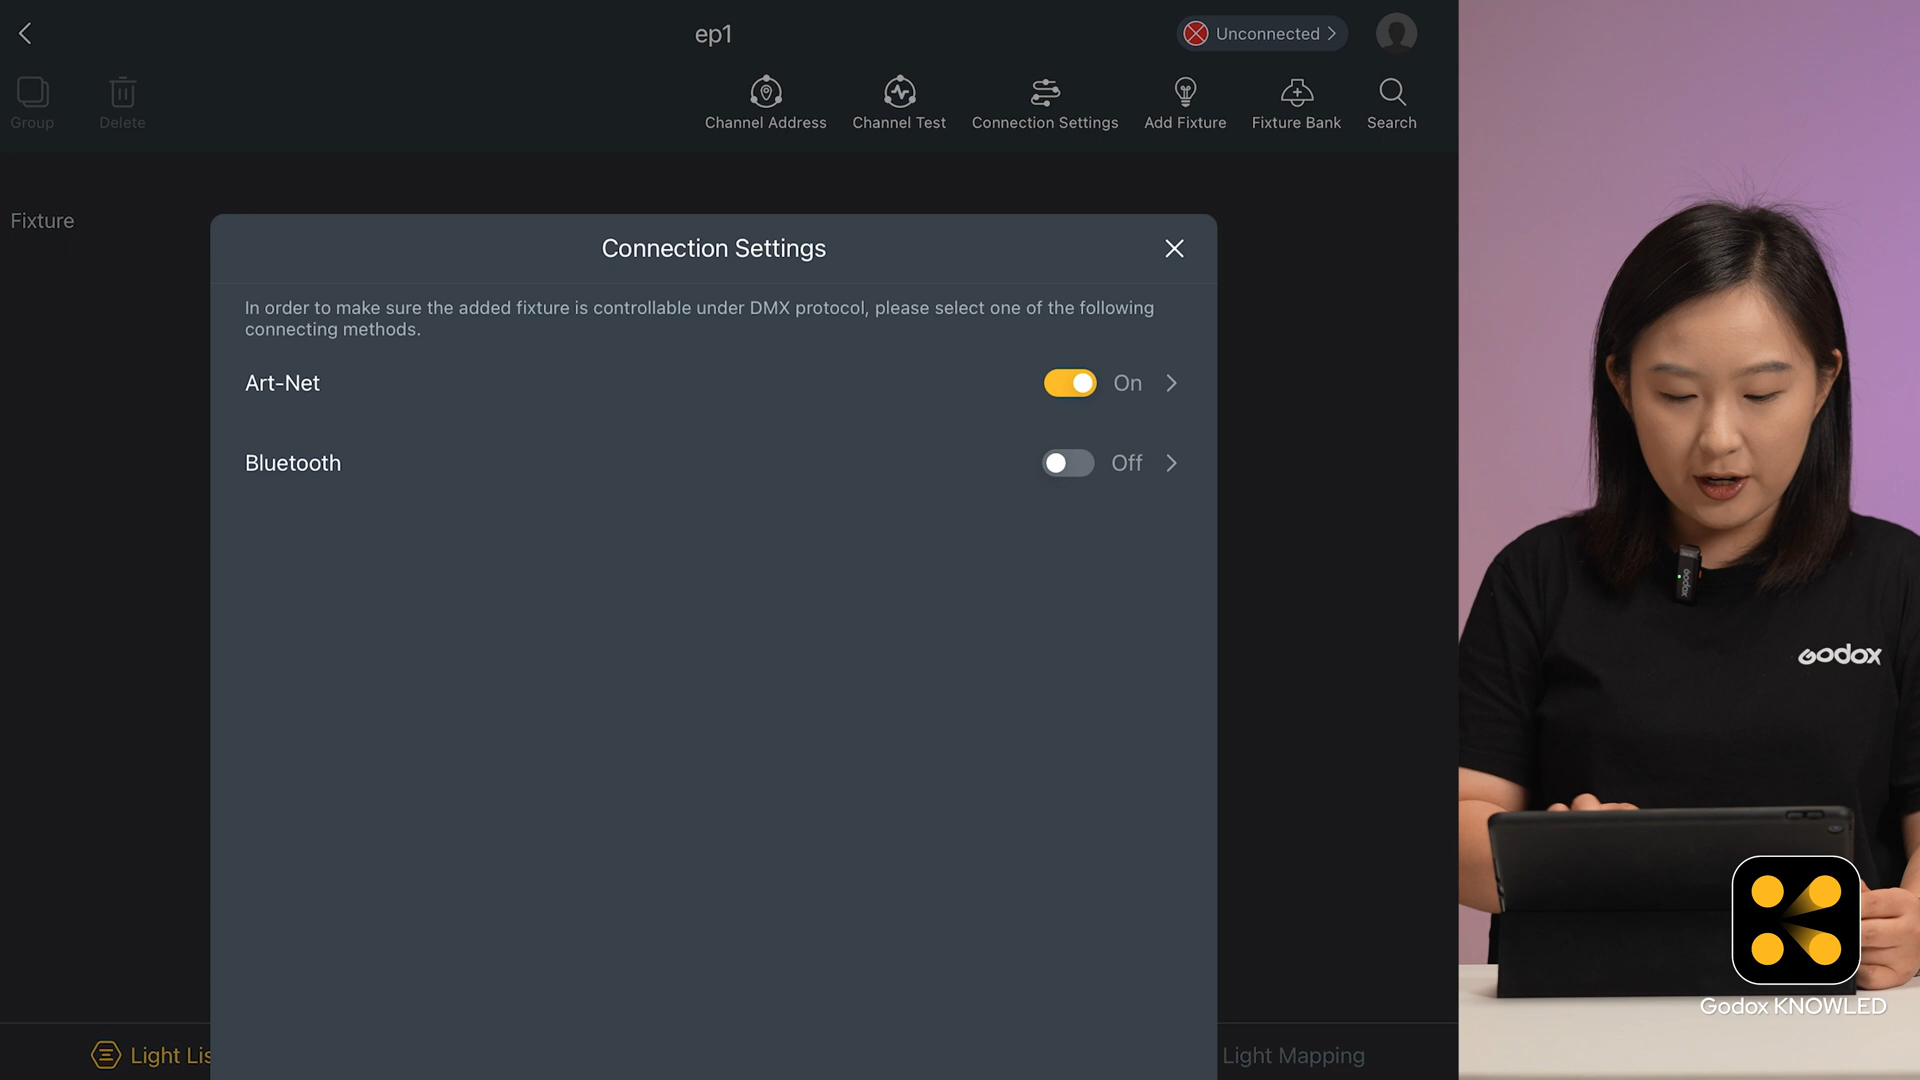 ep1
Unconnected
Group
Delete
Channel Address
Channel Test
Connection Settings
Add Fixture
Fixture Bank
Search
Fixture
Connection Settings
In order to make sure the added fixture is controllable under DMX protocol, please select one of the following
connecting methods.
Art-Net
On
Bluetooth
Off
Godox
Godox
Godox KNOWLED
Light Lis
Light Mapping